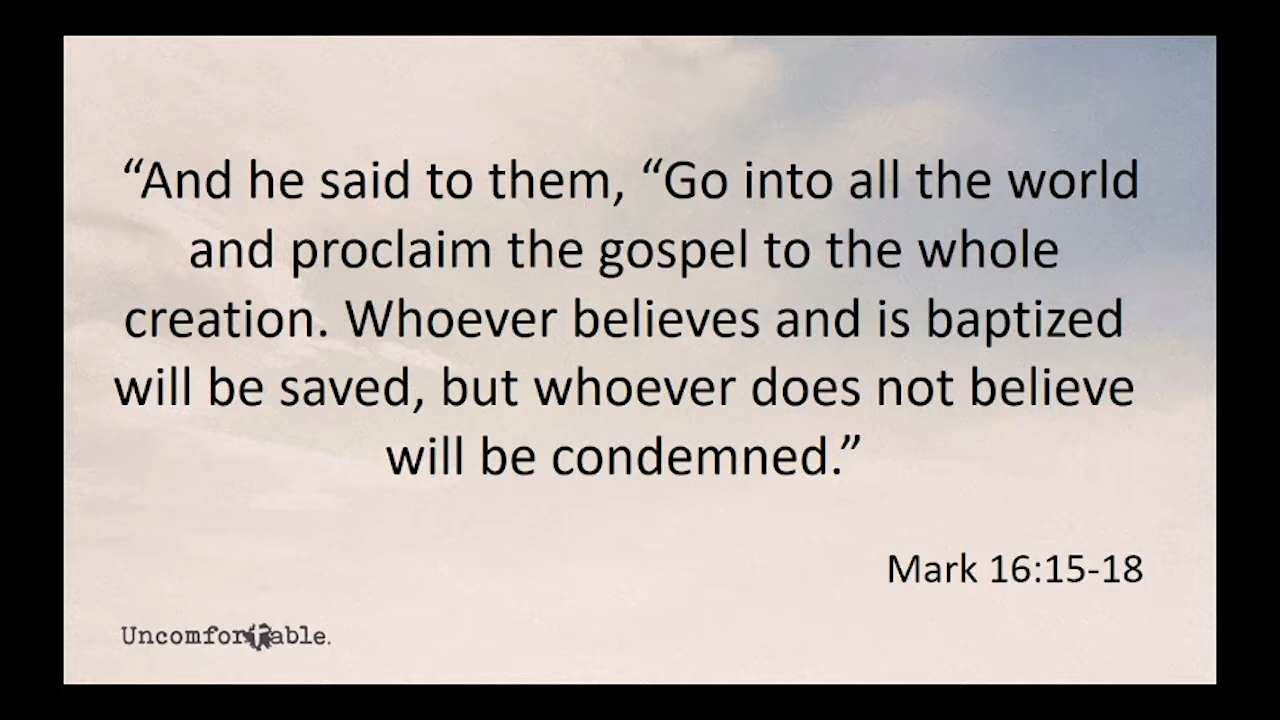 “And he said to them, “Go into all the world
and proclaim the gospel to the whole
creation. Whoever believes and is baptized
will be saved, but whoever does not believe
will be condemned.”
Mark 16:15-18
Uncomfortable.